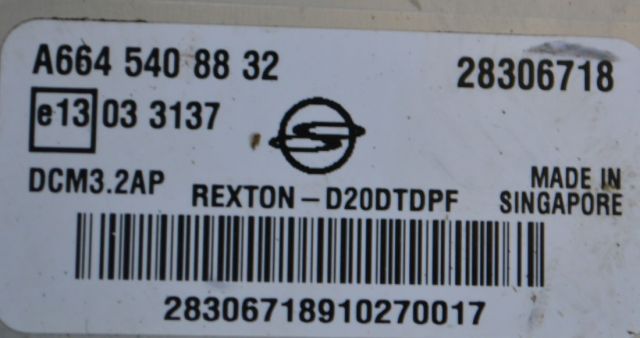 A664 540 88 32 28306718
e13 03 3137
DCM3.2AP REXTON-D20DTDPF MADE IN SINGAPORE
28306718910270017